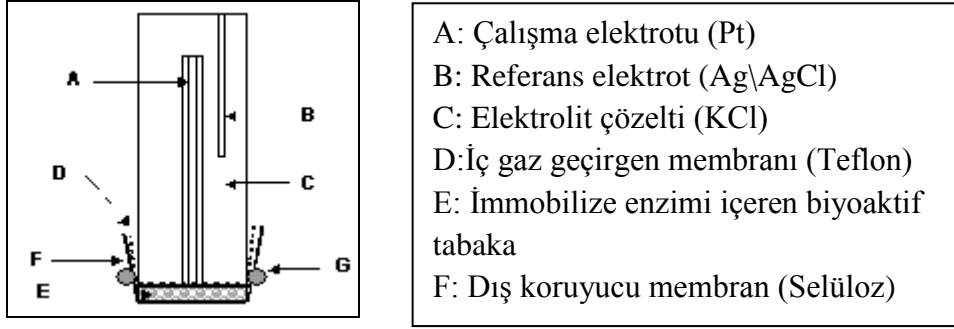 A
B
D
C
F
G
E
A: Çalışma elektrotu (Pt)
B: Referans elektrot (Ag\AgCl)
C: Elektrolit çözelti (KCl)
D:İç gaz geçirgen membranı (Teflon)
E: İmmobilize enzimi içeren biyoaktif
tabaka
F: Dış koruyucu membran (Selüloz)